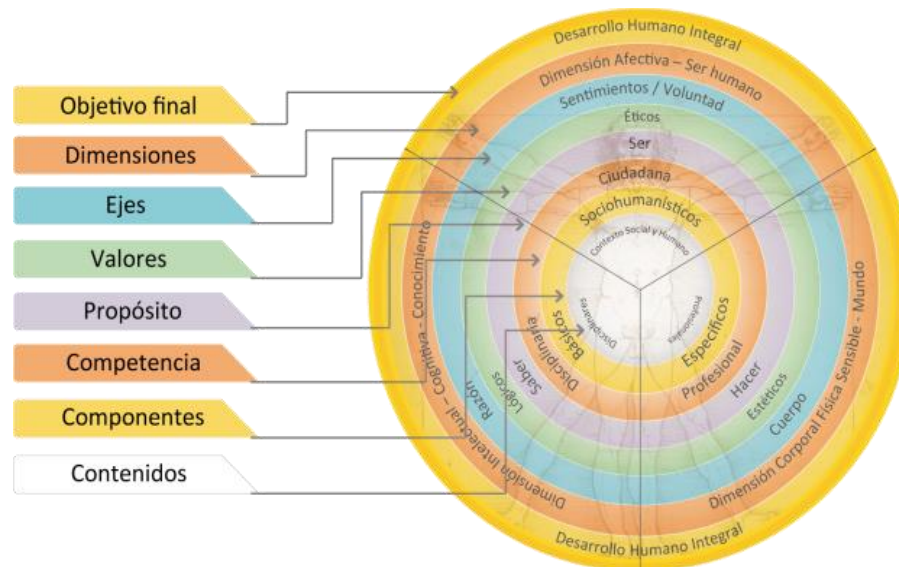 Objetivo final
Dimensiones
Ejes
Valores
Propósito
Competencia
Componentes
Contenidos
Desarrollo Humano Integral
Dimensión Afectiva – Ser humano
Sentimientos / Voluntad
Éticos
Ser
Ciudadana
Sociohumanísticos
Contexto Social y Humano
Dimensión Intelectual – Cognitiva - Conocimiento
Razón
Lógicos
Saber
Disciplinaria
Básicos
Disciplinares
Dimensión Corporal Física Sensible - Mundo
Cuerpo
Estéticos
Hacer
Profesional
Específicos
Profesionales
Desarrollo Humano Integral